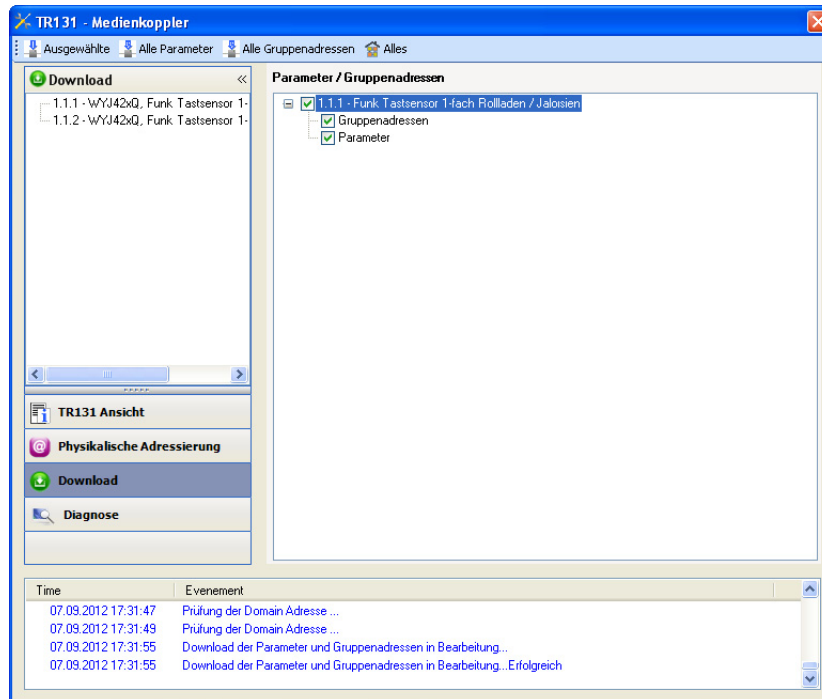 TR131 - Medienkoppler
Ausgewählte Alle Parameter Alle Gruppenadressen Alles
Download «
1.1.1 - WYJ42xQ, Funk Tastsensor 1-
1.1.2 - WYJ42xQ, Funk Tastsensor 1-
TR131 Ansicht
Physikalische Adressierung
Download
Diagnose
Parameter / Gruppenadressen
1.1.1 - Funk Tastsensor 1-fach Rollladen / Jaloisien
Gruppenadressen
Parameter
Time Evenement
07.09.2012 17:31:47 Prüfung der Domain Adresse ...
07.09.2012 17:31:49 Prüfung der Domain Adresse ...
07.09.2012 17:31:55 Download der Parameter und Gruppenadressen in Bearbeitung...
07.09.2012 17:31:55 Download der Parameter und Gruppenadressen in Bearbeitung...Erfolgreich